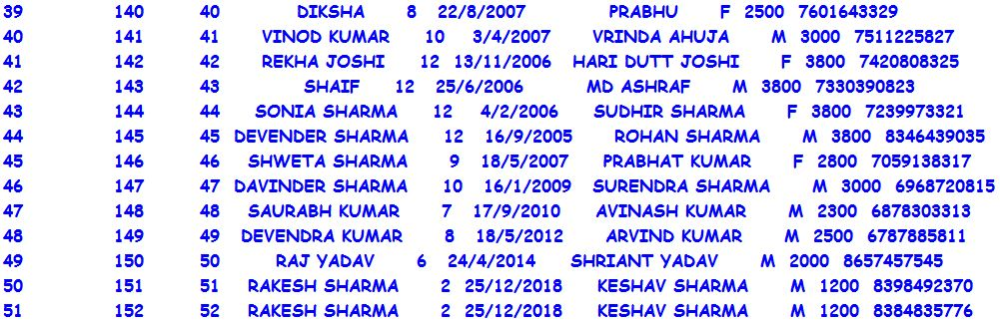 39 140 40 DIKSHA 8 22/8/2007 PRABHU F 2500 7601643329
40 141 41 VINOD KUMAR 10 3/4/2007 VRINDA AHUJA M 3000 7511225827
41 142 42 REKHA JOSHI 12 13/11/2006 HARI DUTT JOSHI F 3800 7420808325
42 143 43 SHAIF 12 25/6/2006 MD ASHRAF M 3800 7330390823
43 144 44 SONIA SHARMA 12 4/2/2006 SUDHIR SHARMA F 3800 7239973321
44 145 45 DEVENDER SHARMA 12 16/9/2005 ROHAN SHARMA M 3800 8346439035
45 146 46 SHWETA SHARMA 9 18/5/2007 PRABHAT KUMAR F 2800 7059138317
46 147 47 DAVINDER SHARMA 10 16/1/2009 SURENDRA SHARMA M 3000 6968720815
47 148 48 SAURABH KUMAR 7 17/9/2010 AVINASH KUMAR M 2300 6878303313
48 149 49 DEVENDRA KUMAR 8 18/5/2012 ARVIND KUMAR M 2500 6787885811
49 150 50 RAJ YADAV 6 24/4/2014 SHRIANT YADAV M 2000 8657457545
50 151 51 RAKESH SHARMA 2 25/12/2018 KESHAV SHARMA M 1200 8398492370
51 152 52 RAKESH SHARMA 2 25/12/2018 KESHAV SHARMA M 1200 8384835776